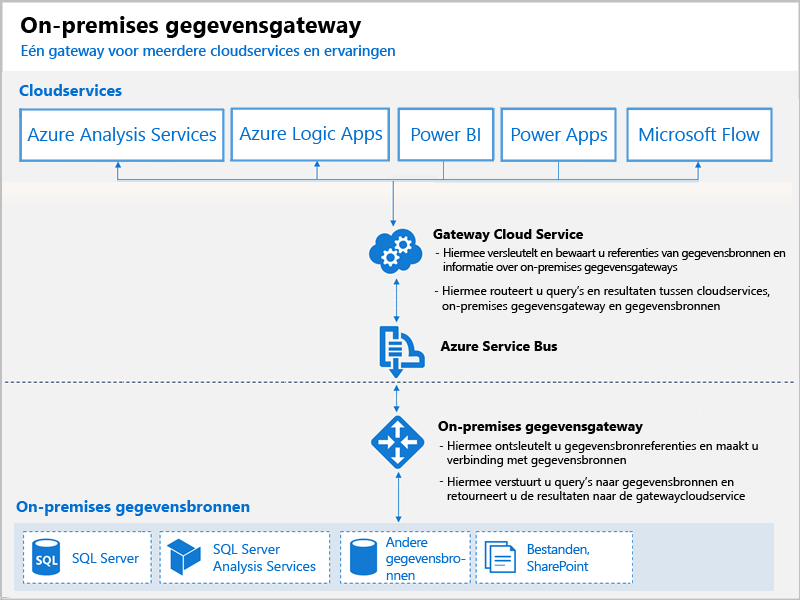 On-premises gegevensgateway
Eén gateway voor meerdere cloudservices en ervaringen
Cloudservices
Azure Analysis Services
Azure Logic Apps
Power BI
Power Apps
Microsoft Flow
Gateway Cloud Service
- Hiermee versleutelt en bewaart u referenties van gegevensbronnen en
informatie over on-premises gegevensgateways
- Hiermee routeert u query's en resultaten tussen cloudservices,
on-premises gegevensgateway en gegevensbronnen
Azure Service Bus
On-premises gegevensgateway
- Hiermee ontsleutelt u gegevensbronreferenties en maakt u
verbinding met gegevensbronnen
- Hiermee verstuurt u query's naar gegevensbronnen en
retourneert u de resultaten naar de gatewaycloudservice
On-premises gegevensbronnen
SQL
SQL Server
SQL Server
Analysis Services
Andere
gegevensbro-
nnen
Bestanden,
SharePoint